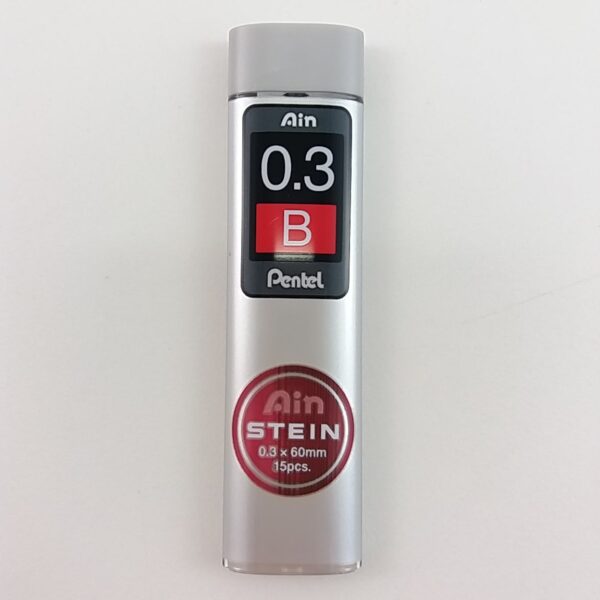 Ain
0.3
B
Pentel
Ain
STEIN
0.3 × 60mm
15pcs.